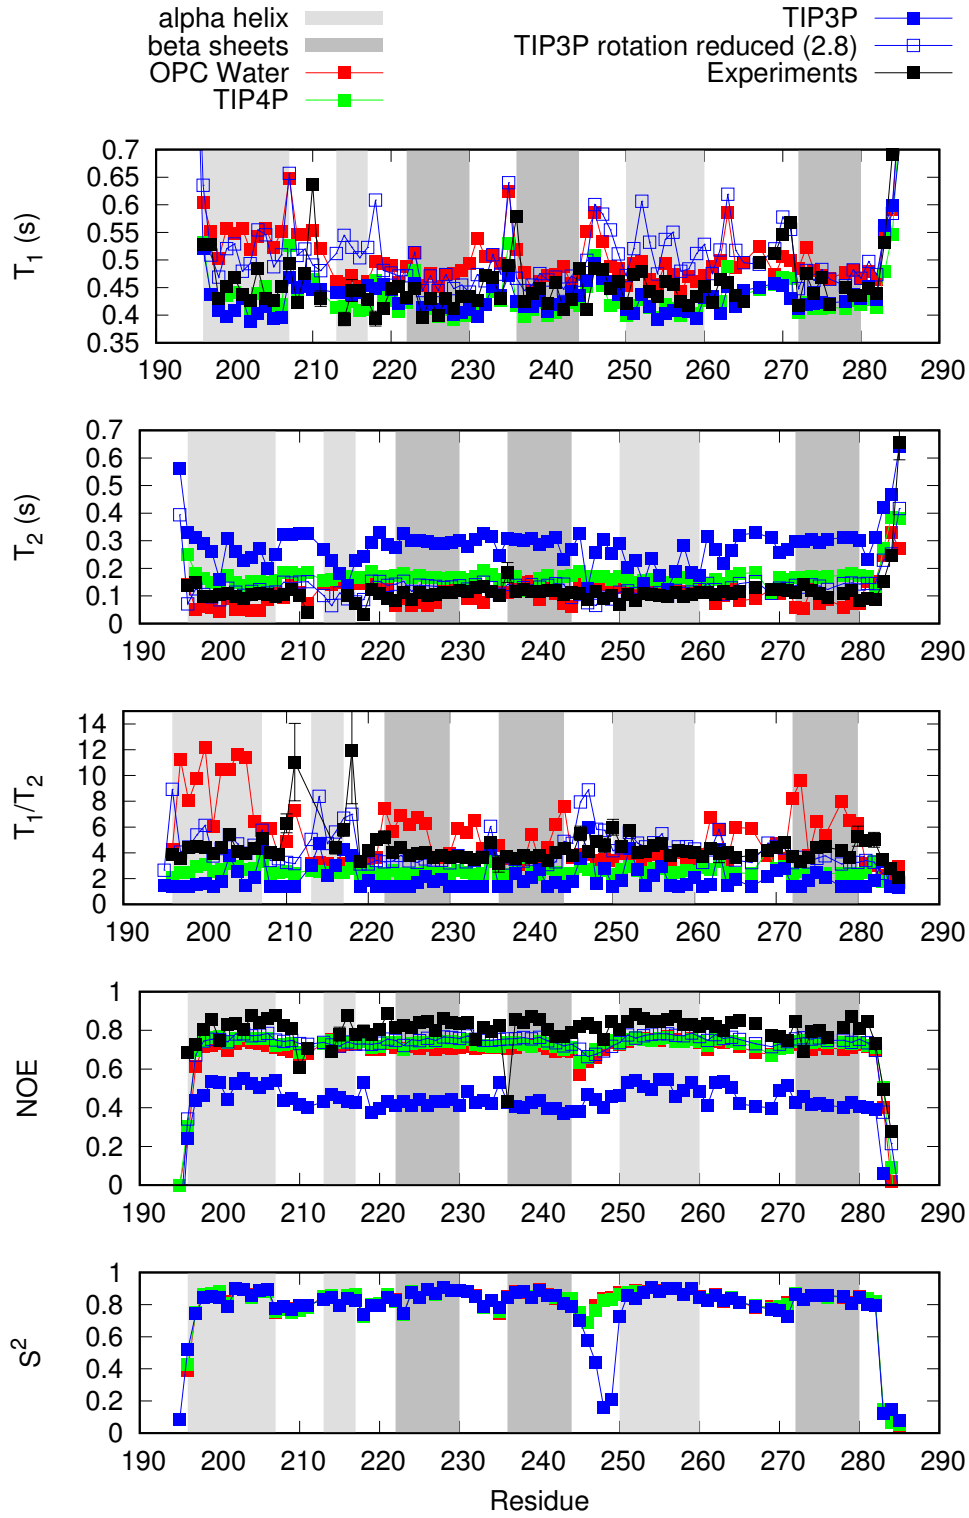 alpha helix
beta sheets
OPC Water
TIP4P
TIP3P
TIP3P rotation reduced (2.8)
Experiments
T1 (s)
0.7
0.65
0.6
0.55
0.5
0.45
0.4
0.35
190 200 210 220 230 240 250 260 270 280 290
T2 (s)
0.7
0.6
0.5
0.4
0.3
0.2
0.1
0
190 200 210 220 230 240 250 260 270 280 290
T1/T2
14
12
10
8
6
4
2
0
190 200 210 220 230 240 250 260 270 280 290
NOE
1
0.8
0.6
0.4
0.2
0
190 200 210 220 230 240 250 260 270 280 290
S2
1
0.8
0.6
0.4
0.2
0
190 200 210 220 230 240 250 260 270 280 290
Residue